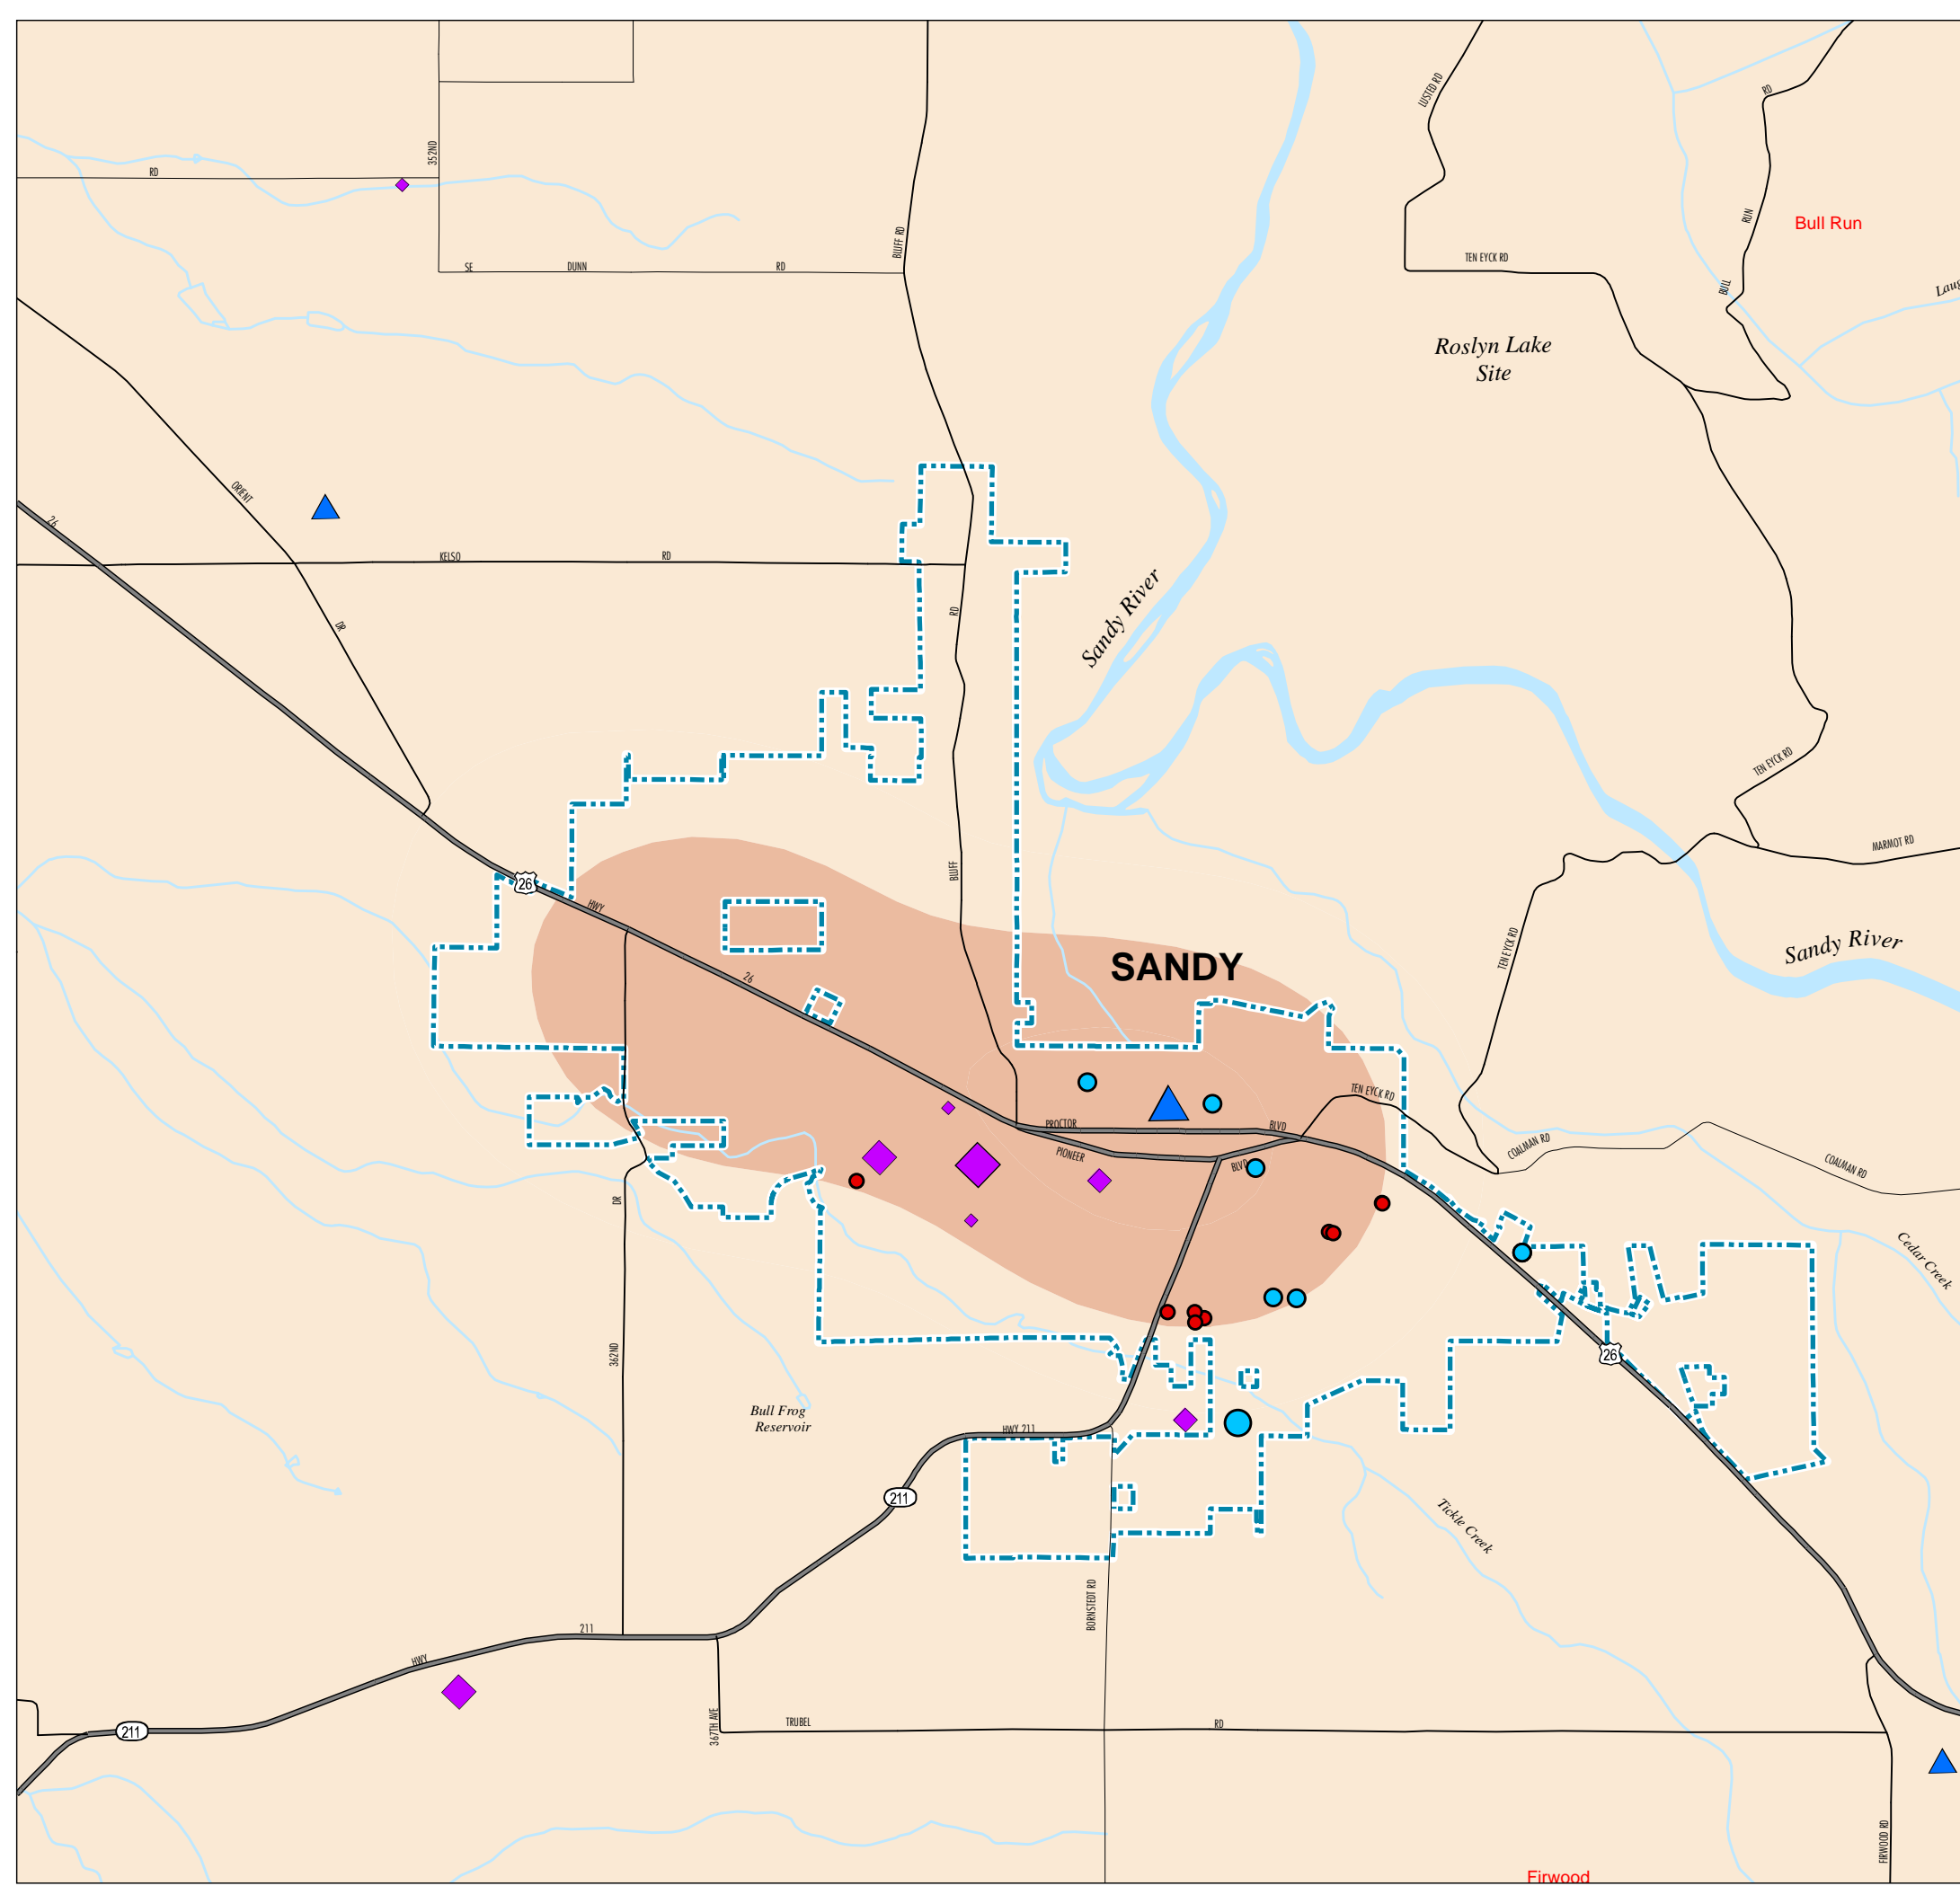 LUSTED RD
RD
352ND
RD
RUN
Bull Run
BLUFF RD
TEN EYCK RD
SE DUNN RD
BULL
Roslyn Lake
Site
ORIENT
26
KELSO RD
Sandy River
RD
DR
TEN EYCK RD
MARMOT RD
BLUFF
26
HWY
TEN EYCK RD
Sandy River
SANDY
26
TEN EYCK RD
PROCTOR BLVD
PIONEER BLVD
COALMAN RD
COALMAN RD
DR
Cedar Creek
362ND
26
Bull Frog
Reservoir
HWY 211
211
Tickle Creek
BORNSTEDT RD
211
HWY
367TH AVE
TRUBEL RD
211
FIRWOOD RD
Firwood